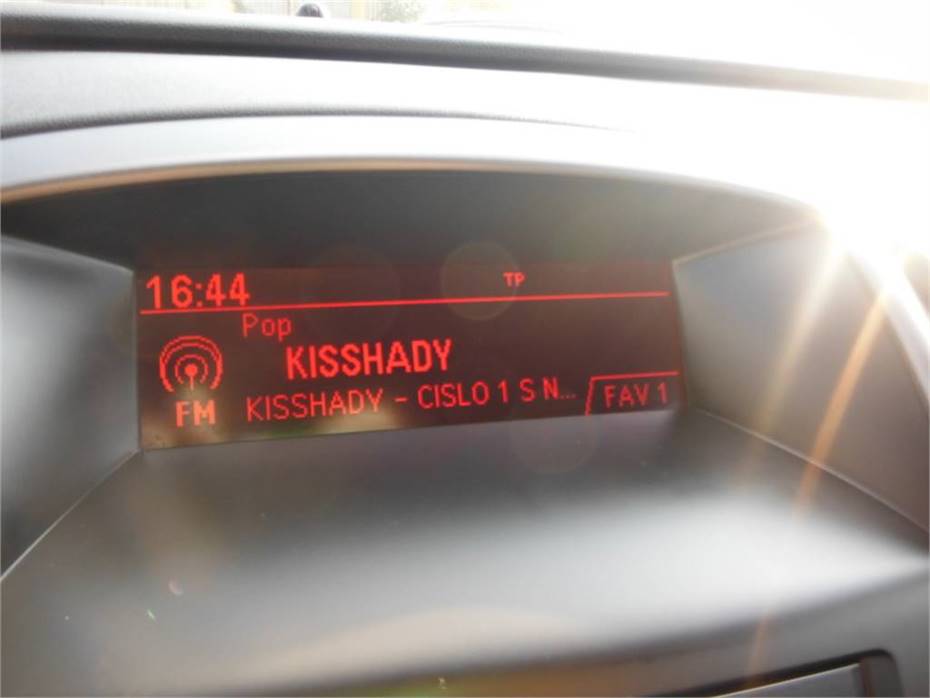 16:44 TP
Pop
KISSHADY
FM KISSHADY - CISLO 1 S N... FAV 1